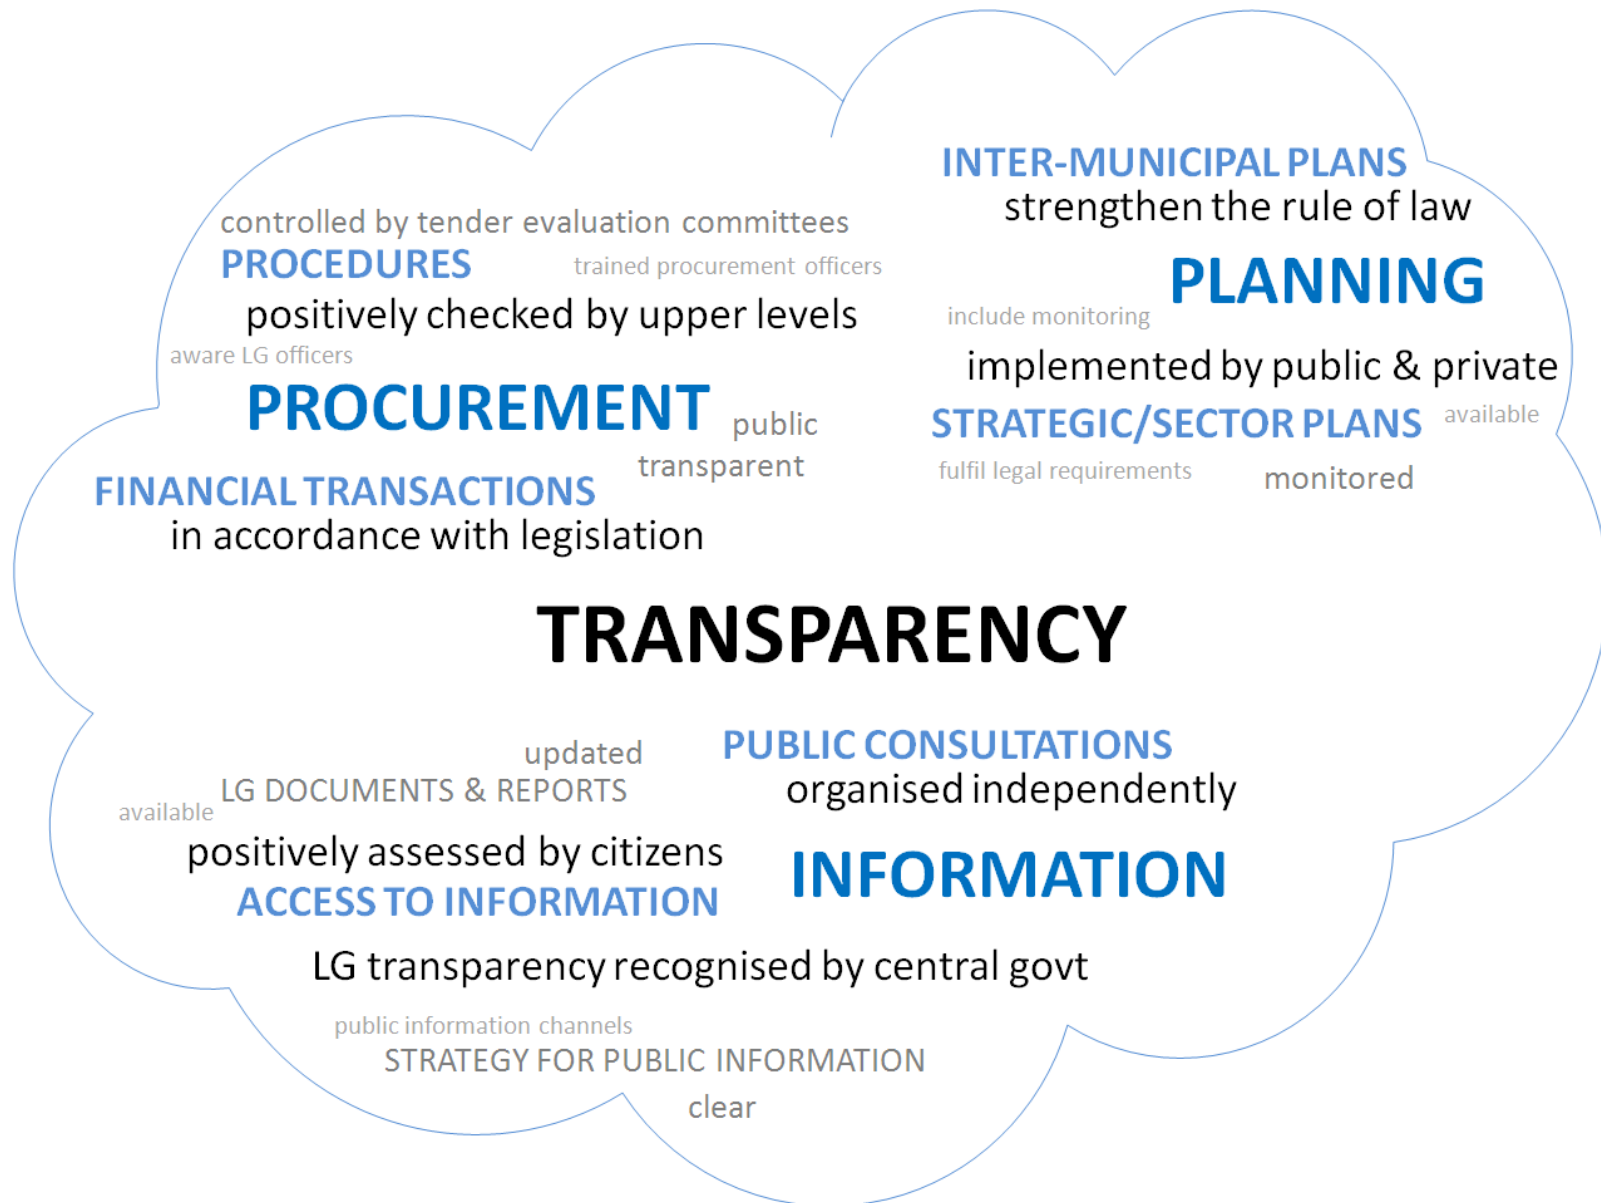 INTER-MUNICIPAL PLANS
strengthen the rule of law
controlled by tender evaluation committees
PROCEDURES
trained procurement officers
PLANNING
positively checked by upper levels
include monitoring
aware LG officers
implemented by public & private
PROCUREMENT
public
STRATEGIC/SECTOR PLANS
available
transparent
fulfil legal requirements
monitored
FINANCIAL TRANSACTIONS
in accordance with legislation
TRANSPARENCY
updated
PUBLIC CONSULTATIONS
LG DOCUMENTS & REPORTS
organised independently
available
positively assessed by citizens
INFORMATION
ACCESS TO INFORMATION
LG transparency recognised by central govt
public information channels
STRATEGY FOR PUBLIC INFORMATION
clear